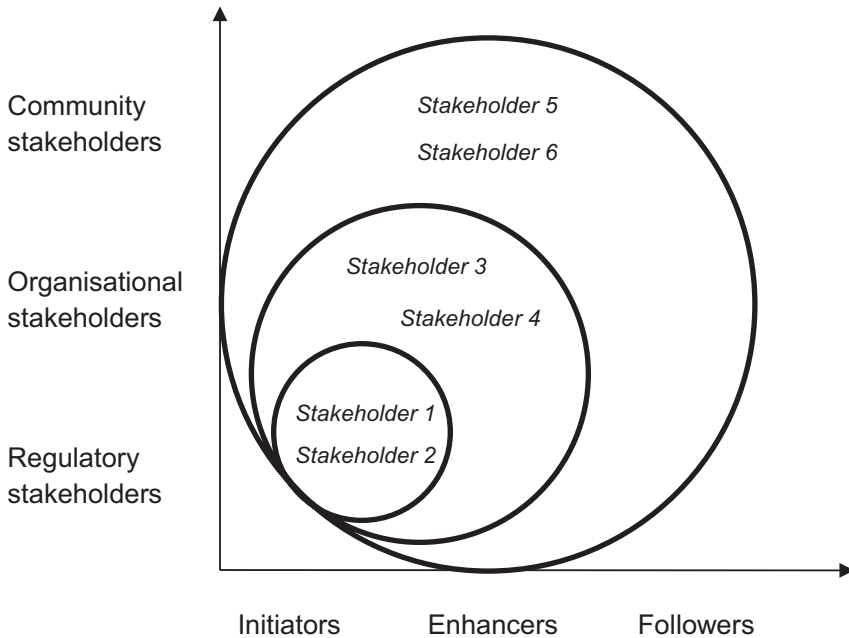 Community
stakeholders
Stakeholder 5
Stakeholder 6
Organisational
stakeholders
Stakeholder 3
Stakeholder 4
Regulatory
stakeholders
Stakeholder 1
Stakeholder 2
Initiators
Enhancers
Followers